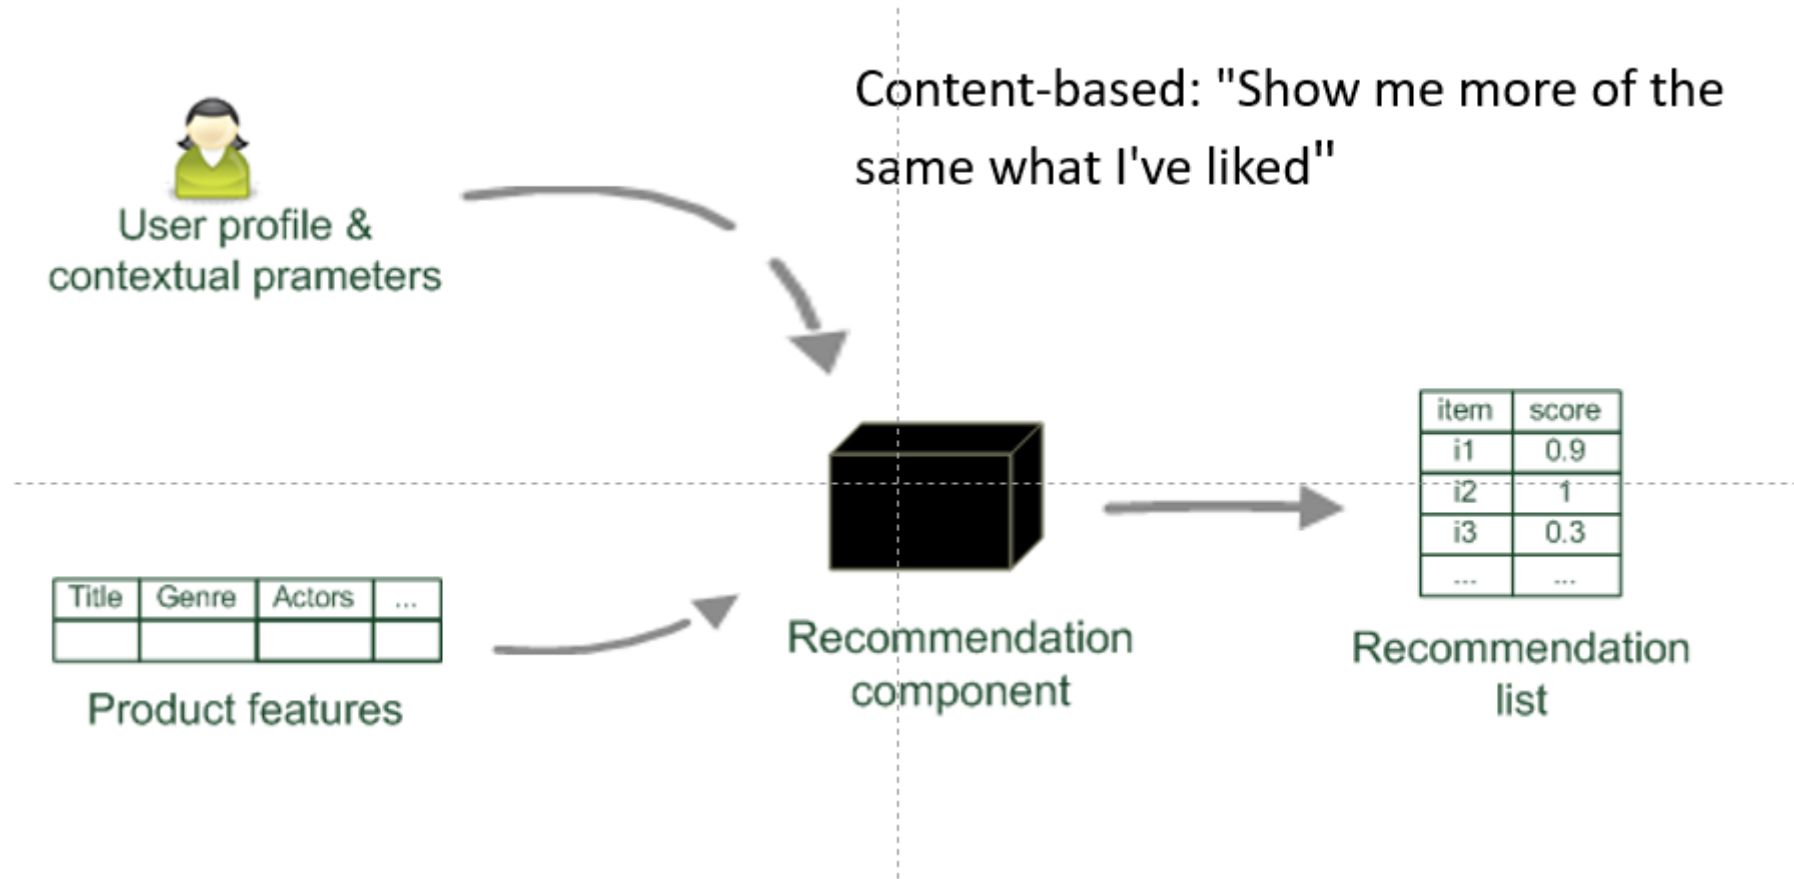 Content-based: "Show me more of the
same what I've liked"
User profile &
contextual prameters
item score
i1 0.9
i2 1
i3 0.3
... ...
Title Genre Actors ...
Product features
Recommendation
component
Recommendation
list